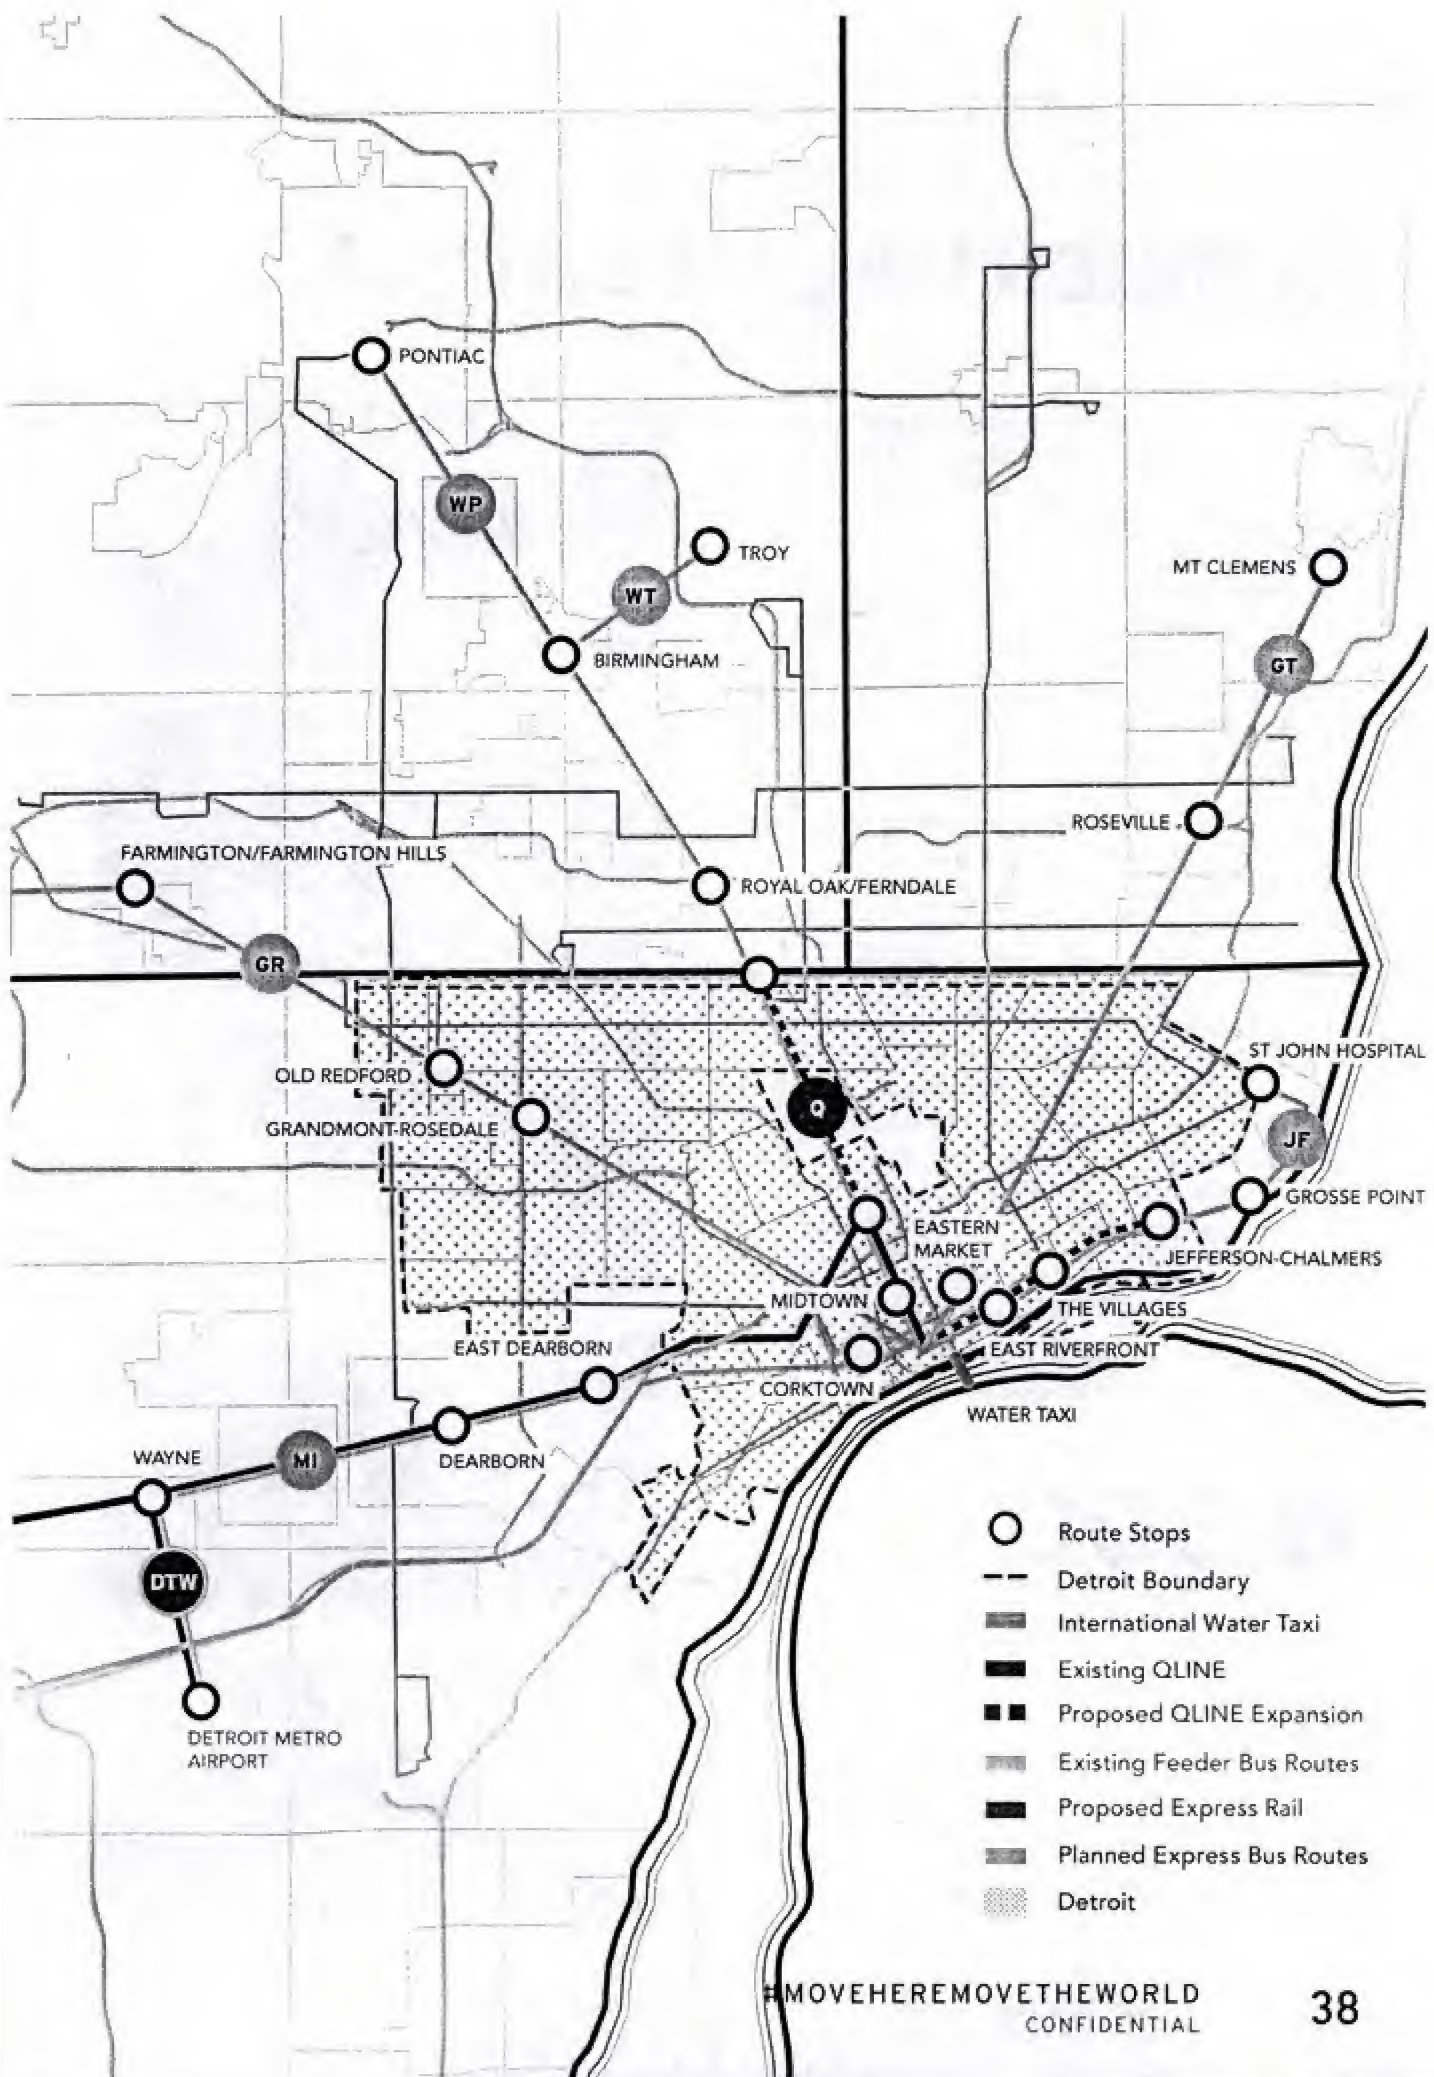 PONTIAC
WP
TROY
WT
MT CLEMENS
BIRMINGHAM
GT
ROSEVILLE
FARMINGTON/FARMINGTON HILLS
ROYAL OAK/FERNDALE
GR
ST JOHN HOSPITAL
OLD REDFORD
Q
GRANDMONT-ROSEDALE
JF
GROSSE POINT
EASTERN
MARKET
JEFFERSON-CHALMERS
MIDTOWN
THE VILLAGES
EAST DEARBORN
EAST RIVERFRONT
CORKTOWN
WATER TAXI
WAYNE
MI
DEARBORN
DTW
DETROIT METRO
AIRPORT
Route Stops
Detroit Boundary
International Water Taxi
Existing QLINE
Proposed QLINE Expansion
Existing Feeder Bus Routes
Proposed Express Rail
Planned Express Bus Routes
Detroit
#MOVEHEREMOVETHEWORLD
CONFIDENTIAL
38